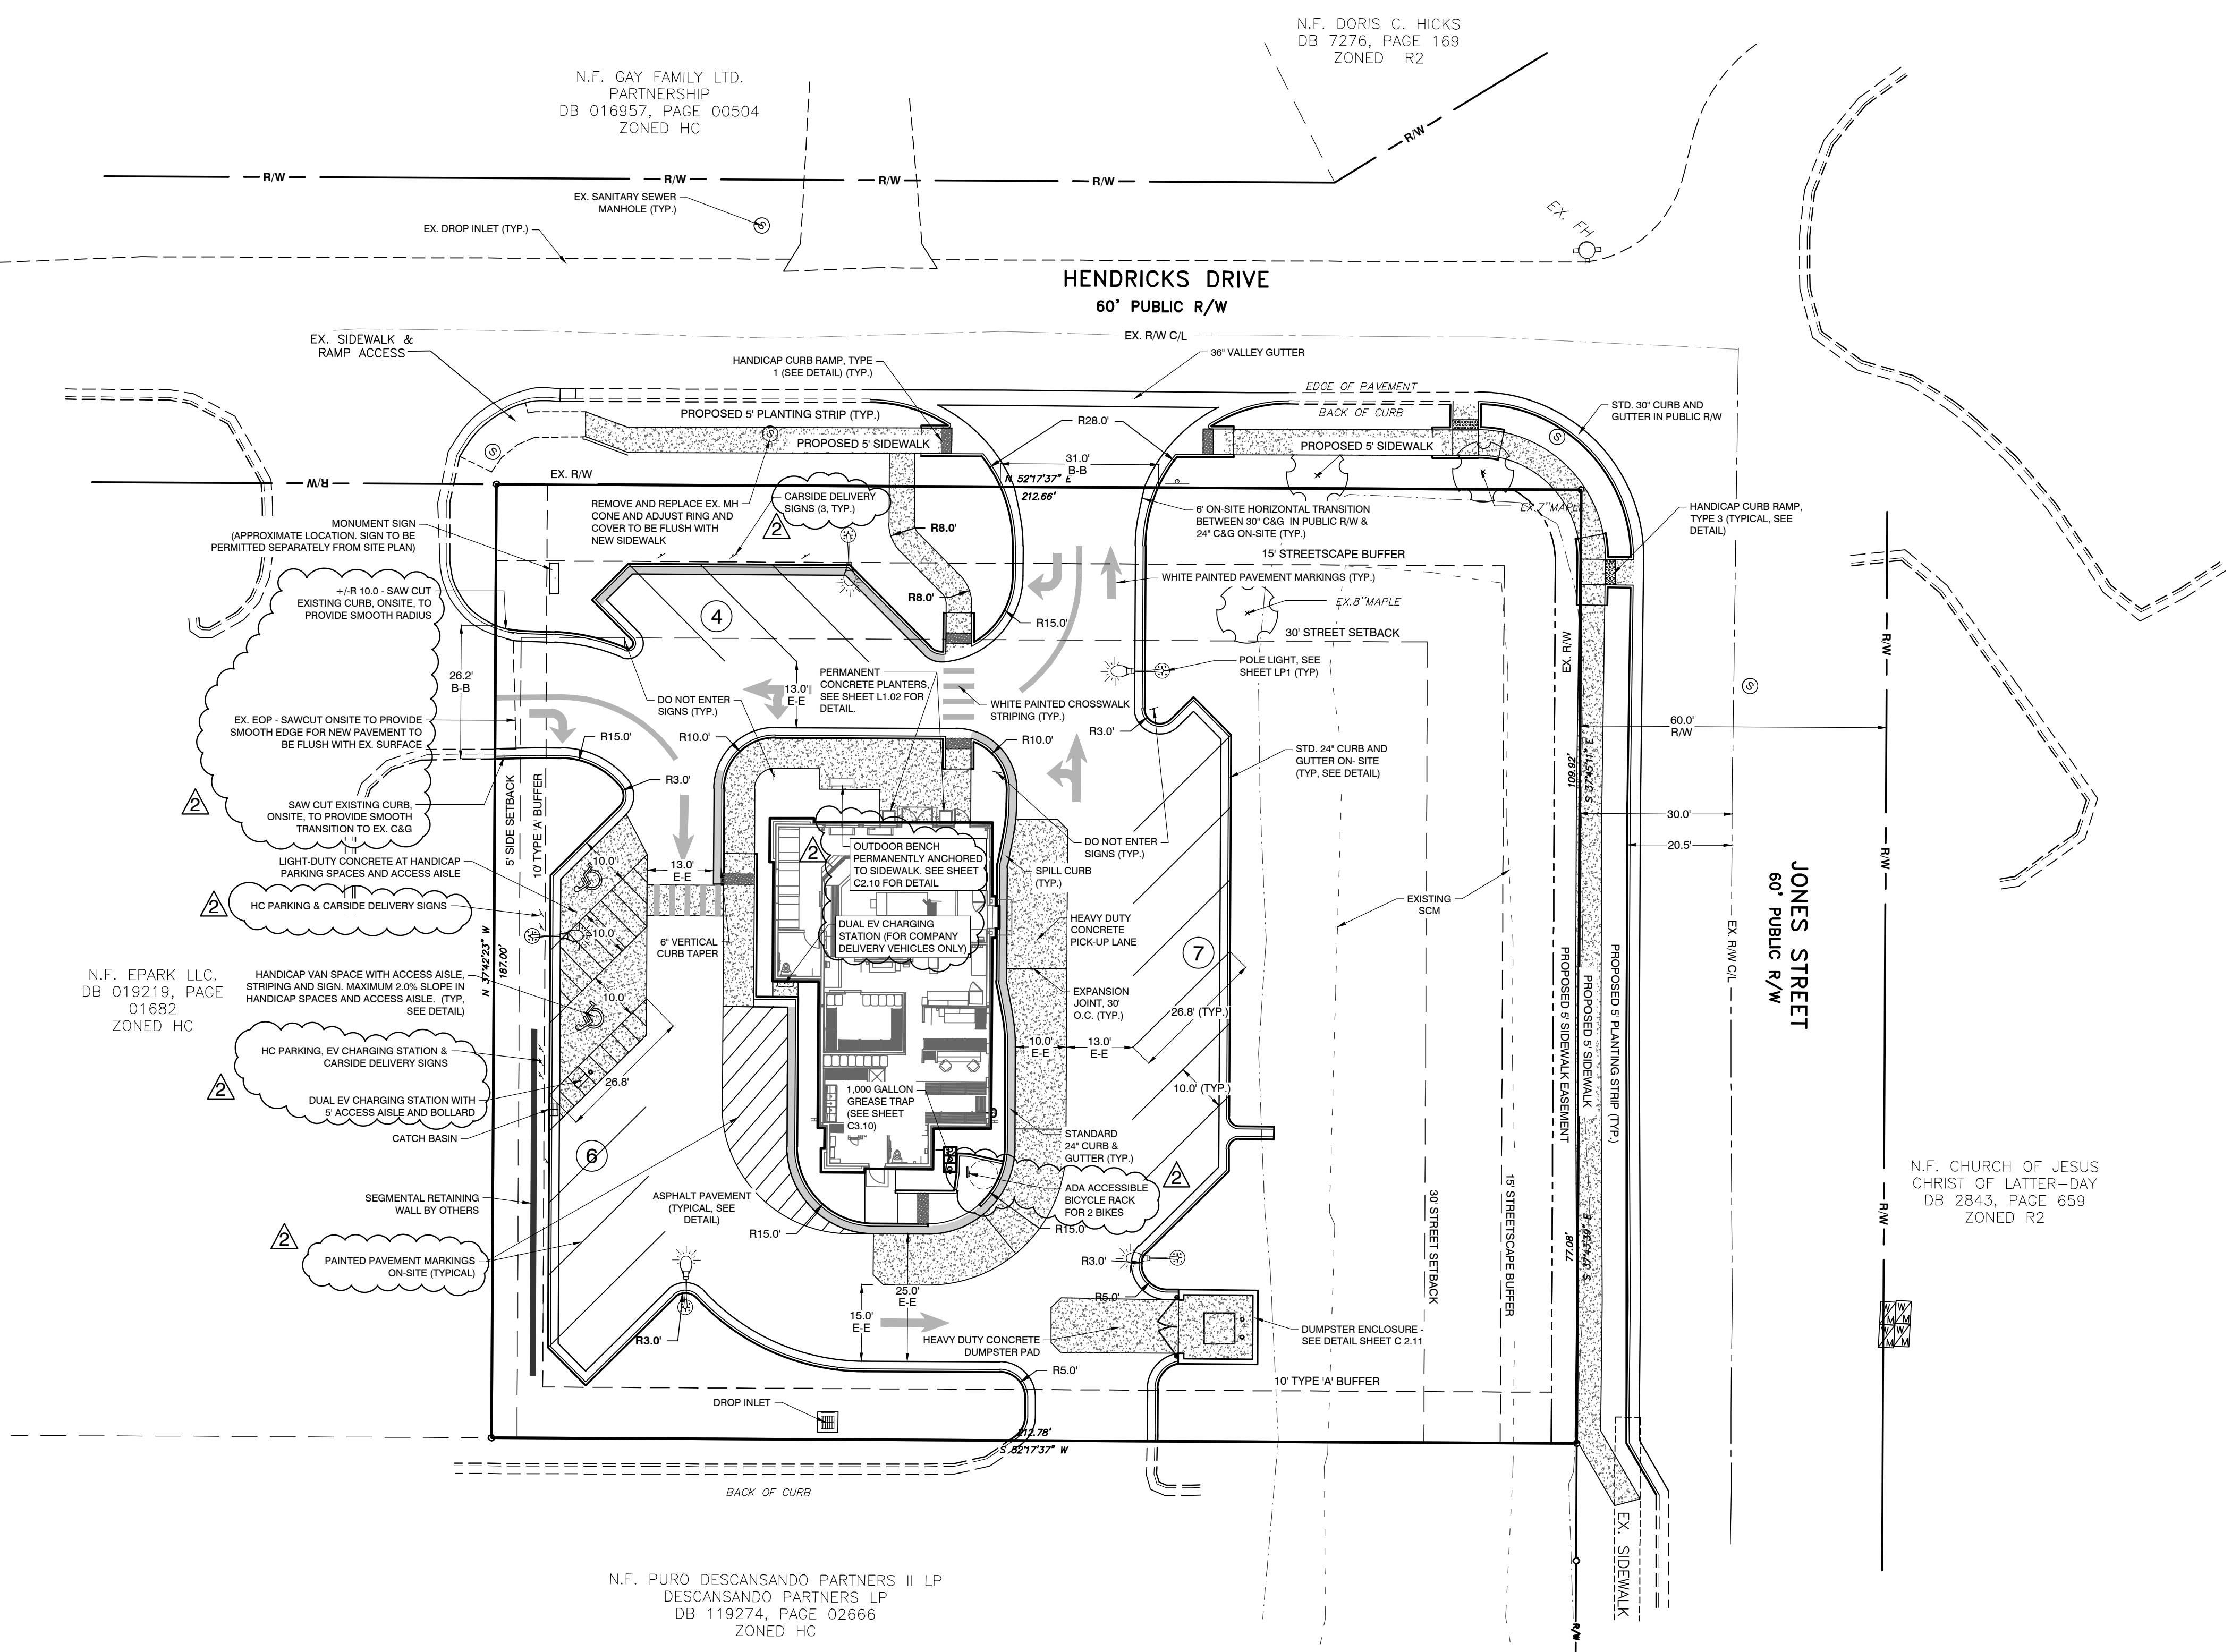 N.F. DORIS C. HICKS
DB 7276, PAGE 169
ZONED R2
N.F. GAY FAMILY LTD.
PARTNERSHIP
DB 016957, PAGE 00504
ZONED HC
R/W
R/W
R/W
R/W
R/W
EX. SANITARY SEWER
MANHOLE (TYP.)
S
EX. DROP INLET (TYP.)
EX. FH
HENDRICKS DRIVE
60' PUBLIC R/W
EX. R/W C/L
EX. SIDEWALK &
RAMP ACCESS
HANDICAP CURB RAMP, TYPE
1 (SEE DETAIL) (TYP.)
36" VALLEY GUTTER
EDGE OF PAVEMENT
BACK OF CURB
STD. 30" CURB AND
GUTTER IN PUBLIC R/W
PROPOSED 5' PLANTING STRIP (TYP.)
PROPOSED 5' SIDEWALK
R28.0'
31.0'
B-B
PROPOSED 5' SIDEWALK
S
S
S
R/W
EX. R/W
N 52°17'37" E
212.66'
REMOVE AND REPLACE EX. MH
CONE AND ADJUST RING AND
COVER TO BE FLUSH WITH
NEW SIDEWALK
CARSIDE DELIVERY
SIGNS (3, TYP.)
2
R8.0'
6' ON-SITE HORIZONTAL TRANSITION
BETWEEN 30" C&G IN PUBLIC R/W &
24" C&G ON-SITE (TYP.)
EX.7"MAPLE
HANDICAP CURB RAMP,
TYPE 3 (TYPICAL, SEE
DETAIL)
MONUMENT SIGN
(APPROXIMATE LOCATION. SIGN TO BE
PERMITTED SEPARATELY FROM SITE PLAN)
15' STREETSCAPE BUFFER
WHITE PAINTED PAVEMENT MARKINGS (TYP.)
+/-R 10.0 - SAW CUT
EXISTING CURB, ONSITE, TO
PROVIDE SMOOTH RADIUS
4
R8.0'
R15.0'
EX.8"MAPLE
30' STREET SETBACK
EX. R/W
R/W
26.2'
B-B
POLE LIGHT, SEE
SHEET LP1 (TYP)
S
DO NOT ENTER
SIGNS (TYP.)
13.0'
E-E
PERMANENT
CONCRETE PLANTERS,
SEE SHEET L1.02 FOR
DETAIL.
WHITE PAINTED CROSSWALK
STRIPING (TYP.)
EX. EOP - SAWCUT ONSITE TO PROVIDE
SMOOTH EDGE FOR NEW PAVEMENT TO
BE FLUSH WITH EX. SURFACE
R15.0'
R10.0'
R10.0'
R3.0'
60.0'
R/W
STD. 24" CURB AND
GUTTER ON- SITE
(TYP, SEE DETAIL)
S 37°45'11" E
109.92'
5' SIDE SETBACK
10' TYPE 'A' BUFFER
R3.0'
2
SAW CUT EXISTING CURB,
ONSITE, TO PROVIDE SMOOTH
TRANSITION TO EX. C&G
30.0'
20.5'
DO NOT ENTER
SIGNS (TYP.)
2
OUTDOOR BENCH
PERMANENTLY ANCHORED
TO SIDEWALK. SEE SHEET
C2.10 FOR DETAIL
LIGHT-DUTY CONCRETE AT HANDICAP
PARKING SPACES AND ACCESS AISLE
10.0'
13.0'
E-E
SPILL CURB
(TYP.)
R/W
JONES STREET
60' PUBLIC R/W
2
HC PARKING & CARSIDE DELIVERY SIGNS
10.0'
EXISTING
SCM
DUAL EV CHARGING
STATION (FOR COMPANY
DELIVERY VEHICLES ONLY)
HEAVY DUTY
CONCRETE
PICK-UP LANE
6" VERTICAL
CURB TAPER
7
EX. R/W C/L
N 37°42'23" W
187.00'
N.F. EPARK LLC.
DB 019219, PAGE
01682
ZONED HC
HANDICAP VAN SPACE WITH ACCESS AISLE,
STRIPING AND SIGN. MAXIMUM 2.0% SLOPE IN
HANDICAP SPACES AND ACCESS AISLE. (TYP,
SEE DETAIL)
10.0'
EXPANSION
JOINT, 30'
O.C. (TYP.)
26.8' (TYP.)
PROPOSED 5' SIDEWALK EASEMENT
PROPOSED 5' SIDEWALK
PROPOSED 5' PLANTING STRIP (TYP.)
HC PARKING, EV CHARGING STATION &
CARSIDE DELIVERY SIGNS
2
10.0'
E-E
13.0'
E-E
26.8'
10.0' (TYP.)
DUAL EV CHARGING STATION WITH
5' ACCESS AISLE AND BOLLARD
1,000 GALLON
GREASE TRAP
(SEE SHEET
C3.10)
CATCH BASIN
STANDARD
24" CURB &
GUTTER (TYP.)
6
N.F. CHURCH OF JESUS
CHRIST OF LATTER-DAY
DB 2843, PAGE 659
ZONED R2
SEGMENTAL RETAINING
WALL BY OTHERS
ASPHALT PAVEMENT
(TYPICAL, SEE
DETAIL)
ADA ACCESSIBLE
BICYCLE RACK
FOR 2 BIKES
2
30' STREET SETBACK
15' STREETSCAPE BUFFER
R/W
R15.0'
R15.0'
2
PAINTED PAVEMENT MARKINGS
ON-SITE (TYPICAL)
R3.0'
S 37°43'39" E
77.08'
R5.0'
25.0'
E-E
15.0'
E-E
R3.0'
HEAVY DUTY CONCRETE
DUMPSTER PAD
DUMPSTER ENCLOSURE -
SEE DETAIL SHEET C 2.11
W
M
W
M
W
M
W
M
R5.0'
10' TYPE 'A' BUFFER
DROP INLET
212.78'
S 52°17'37" W
BACK OF CURB
EX. SIDEWALK
R/W
N.F. PURO DESCANSANDO PARTNERS II LP
DESCANSANDO PARTNERS LP
DB 119274, PAGE 02666
ZONED HC